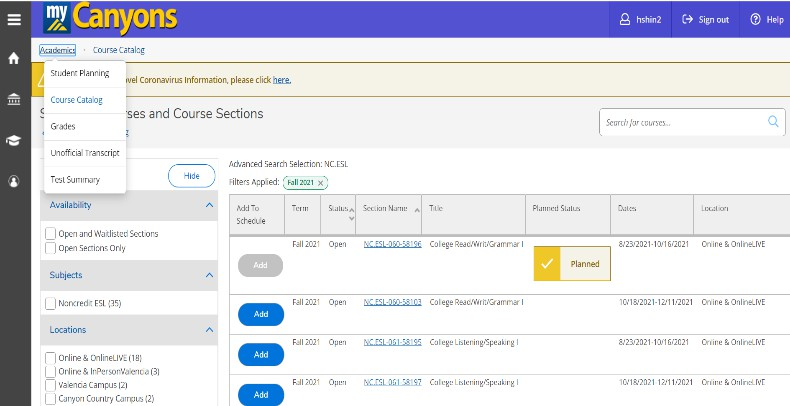 my Canyons
hshin2
Sign out
Help
Academics
Course Catalog
Student Planning
Course Catalog
Grades
Unofficial Transcript
Test Summary
ovel Coronavirus Information, please click here.
S
rses and Course Sections
Search for courses...
Hide
Availability
Open and Waitlisted Sections
Open Sections Only
Subjects
Noncredit ESL (35)
Locations
Online & OnlineLIVE (18)
Online & InPersonValencia (3)
Valencia Campus (2)
Canyon Country Campus (2)
Advanced Search Selection: NC.ESL
Filters Applied: Fall 2021 ×
Add To Schedule Term Status Section Name Title Planned Status Dates Location
Add Fall 2021 Open NC.ESL-060-58196 College Read/Writ/Grammar I Planned 8/23/2021-10/16/2021 Online & OnlineLIVE
Add Fall 2021 Open NC.ESL-060-58103 College Read/Writ/Grammar I 10/18/2021-12/11/2021 Online & OnlineLIVE
Add Fall 2021 Open NC.ESL-061-58195 College Listening/Speaking I 8/23/2021-10/16/2021 Online & OnlineLIVE
Add Fall 2021 Open NC.ESL-061-58197 College Listening/Speaking I 10/18/2021-12/11/2021 Online & OnlineLIVE